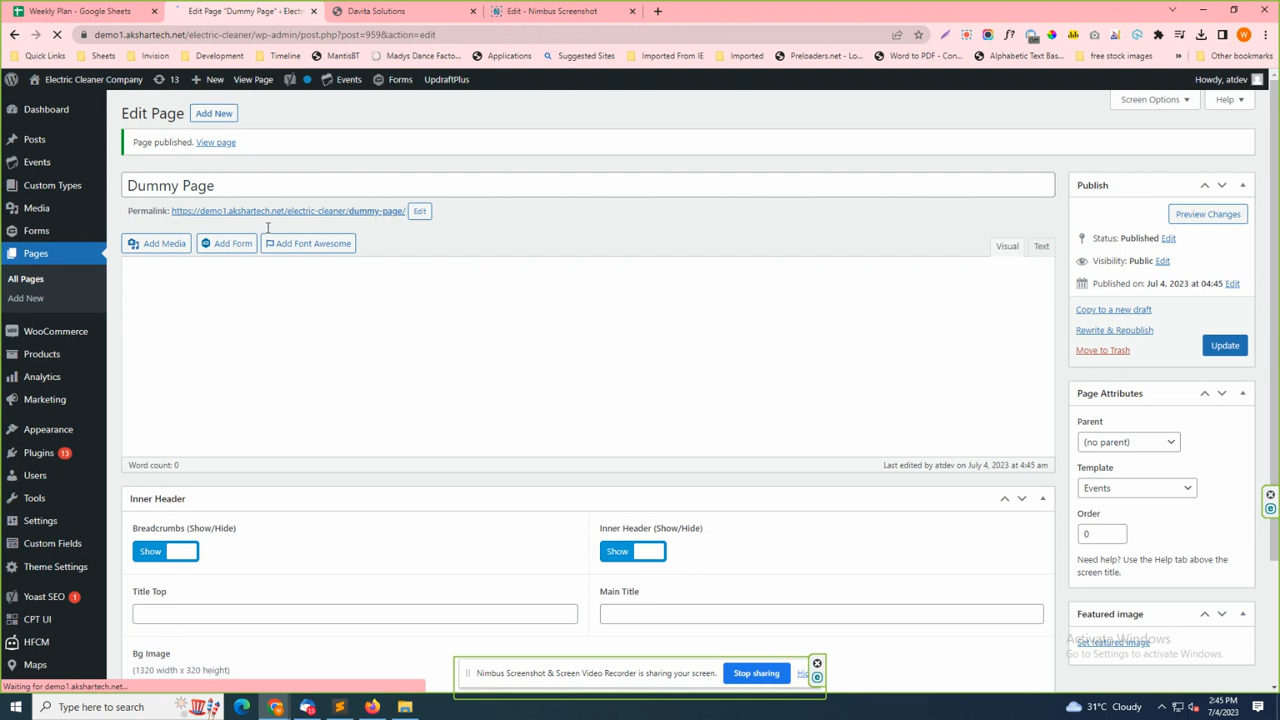 Weekly Plan - Google Sheets
Edit Page "Dummy Page" ‹ Electri
Davita Solutions
Edit - Nimbus Screenshot
demo1.akshartech.net/electric-cleaner/wp-admin/post.php?post=959&action=edit
Quick Links
Sheets
Invision
Development
Timeline
MantisBT
Madys Dance Facto...
Applications
Suggested Sites
Imported From IE
Imported
Preloaders.net - Lo...
Word to PDF - Con...
Alphabetic Text Bas...
free stock images
Other bookmarks
Electric Cleaner Company
13
New
View Page
Events
Forms
UpdraftPlus
Howdy, atdev
Dashboard
Posts
Events
Custom Types
Media
Forms
Pages
All Pages
Add New
WooCommerce
Products
Analytics
Marketing
Appearance
Plugins 13
Users
Tools
Settings
Custom Fields
Theme Settings
Yoast SEO 1
CPT UI
HFCM
Maps
Screen Options
Help
Edit Page
Add New
Page published. View page
Dummy Page
Permalink: https://demo1.akshartech.net/electric-cleaner/dummy-page/ Edit
Add Media
Add Form
Add Font Awesome
Visual
Text
Word count: 0
Last edited by atdev on July 4, 2023 at 4:45 am
Inner Header
Breadcrumbs (Show/Hide)
Inner Header (Show/Hide)
Show
Show
Title Top
Main Title
Bg Image
(1320 width x 320 height)
Publish
Preview Changes
Status: Published Edit
Visibility: Public Edit
Published on: Jul 4, 2023 at 04:45 Edit
Copy to a new draft
Rewrite & Republish
Move to Trash
Update
Page Attributes
Parent
(no parent)
Template
Events
Order
0
Need help? Use the Help tab above the
screen title.
Featured image
Set featured image
Activate Windows
Go to Settings to activate Windows.
Nimbus Screenshot & Screen Video Recorder is sharing your screen.
Stop sharing
Waiting for demo1.akshartech.net...
Type here to search
31°C Cloudy
2:45 PM
7/4/2023